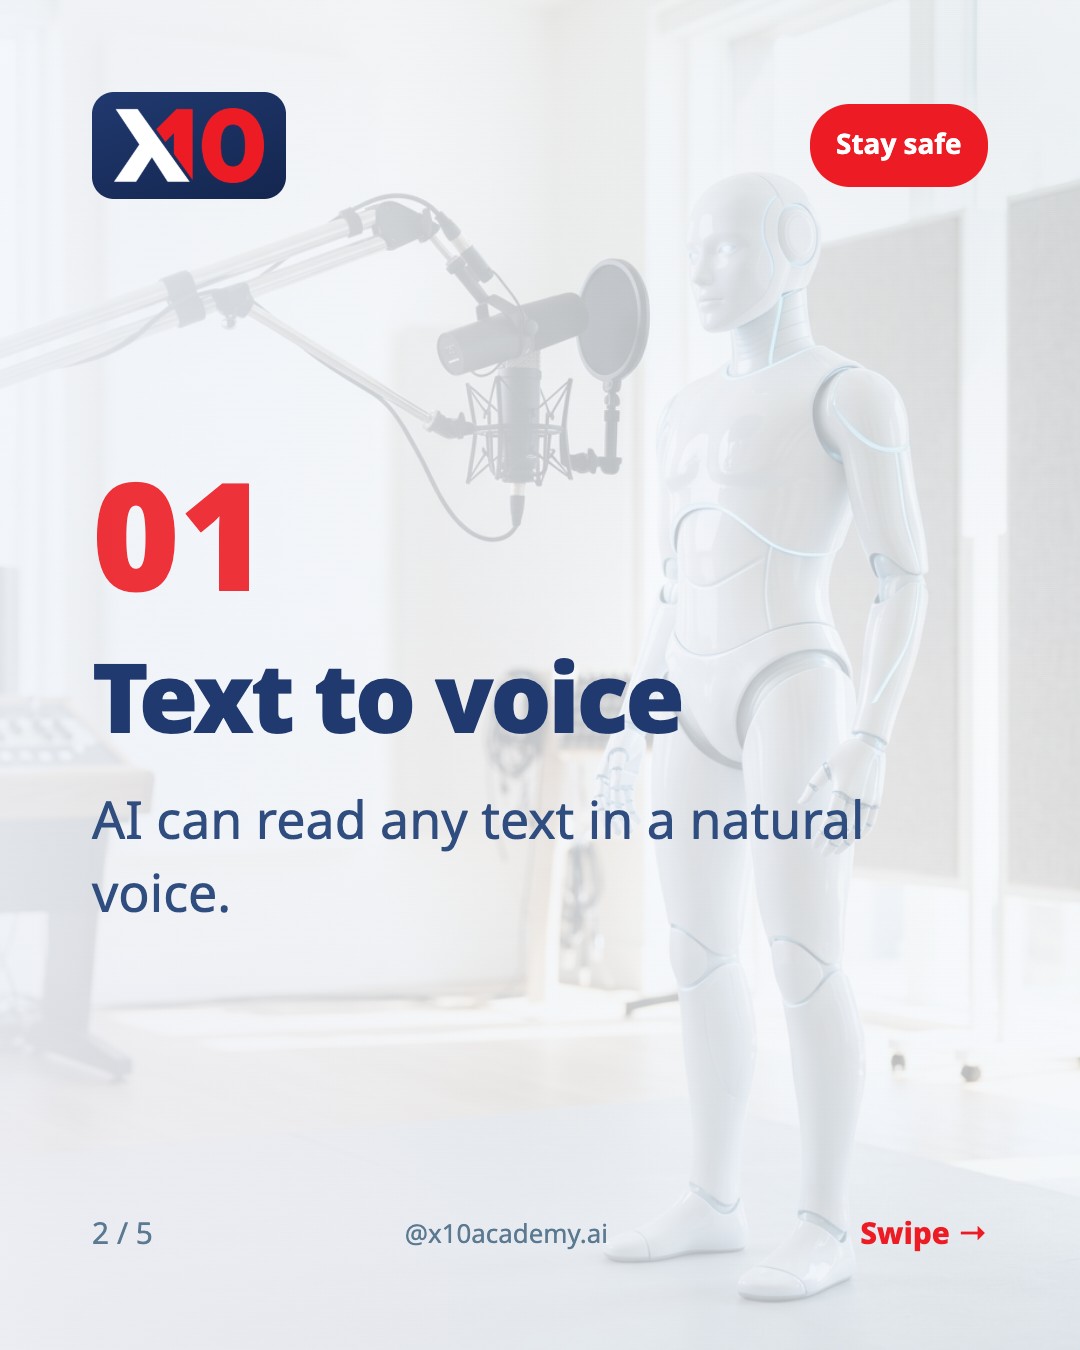 X10
Stay safe
01
Text to voice
AI can read any text in a natural
voice.
2 / 5
@x10academy.ai
Swipe →